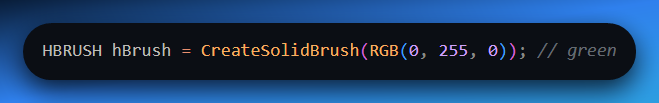 HBRUSH hBrush = CreateSolidBrush(RGB(0, 255, 0)); // green